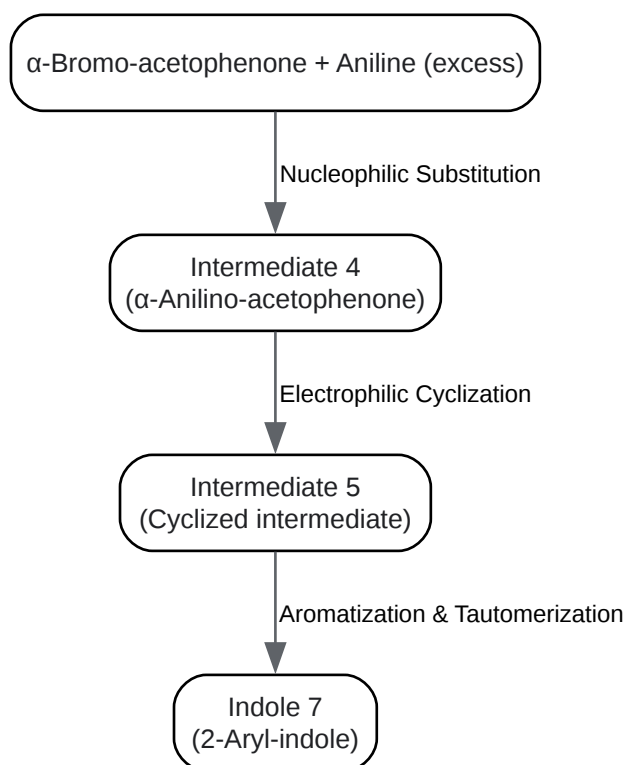 α-Bromo-acetophenone + Aniline (excess)
Nucleophilic Substitution
Intermediate 4
(α-Anilino-acetophenone)
Electrophilic Cyclization
Intermediate 5
(Cyclized intermediate)
Aromatization & Tautomerization
Indole 7
(2-Aryl-indole)